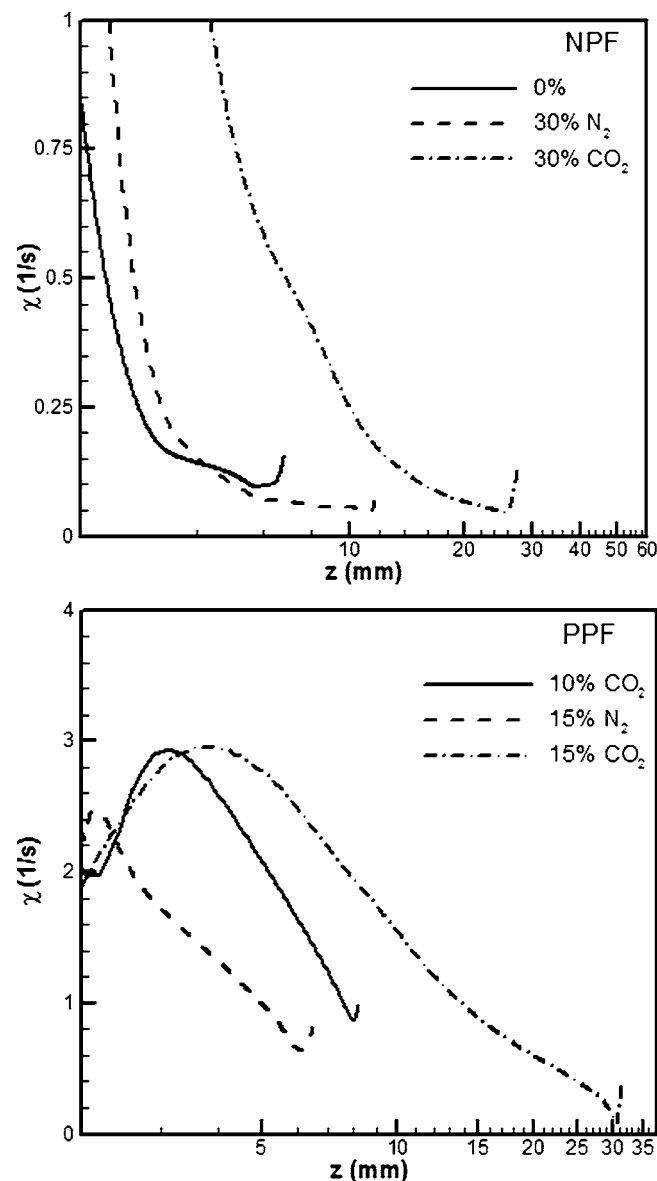 NPF
0%
30% N₂
30% CO₂
1
0.75
0.5
0.25
0
χ (1/s)
10 20 30 40 50 60
z (mm)
PPF
10% CO₂
15% N₂
15% CO₂
4
3
2
1
0
χ (1/s)
5 10 15 20 25 30 35
z (mm)